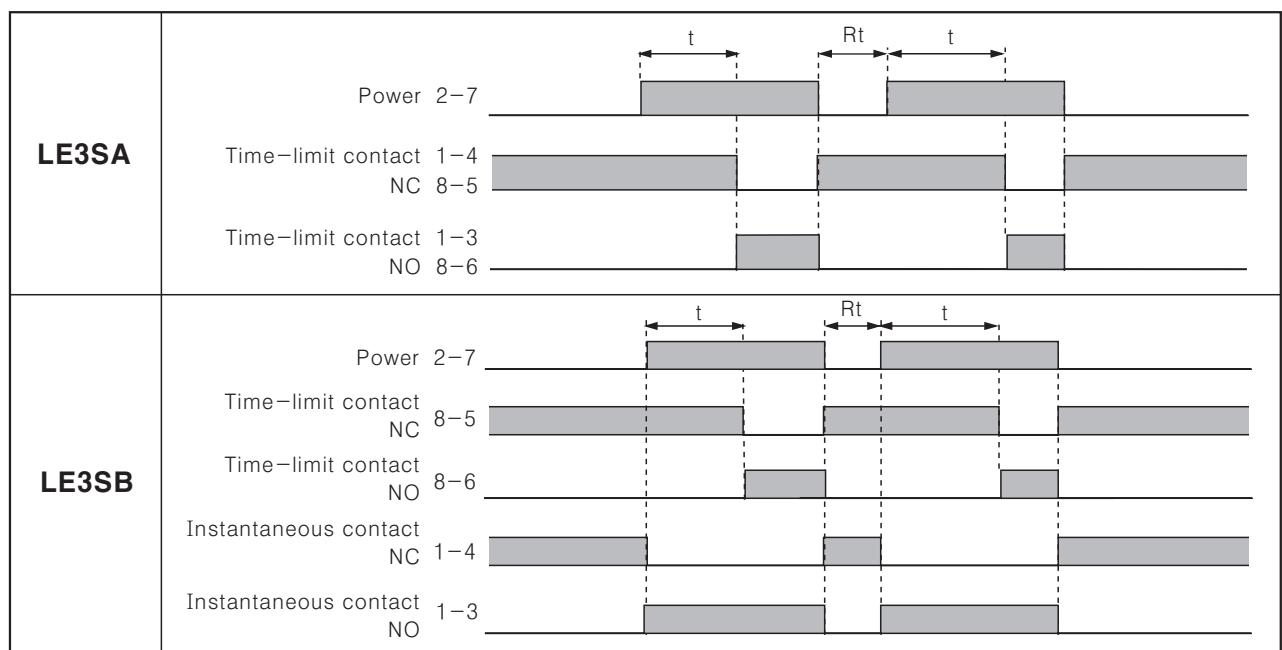 t Rt t
Power 2-7
LE3SA
Time-limit contact 1-4
NC 8-5
Time-limit contact 1-3
NO 8-6
t Rt t
Power 2-7
Time-limit contact
NC 8-5
LE3SB
Time-limit contact
NO 8-6
Instantaneous contact
NC 1-4
Instantaneous contact
NO 1-3